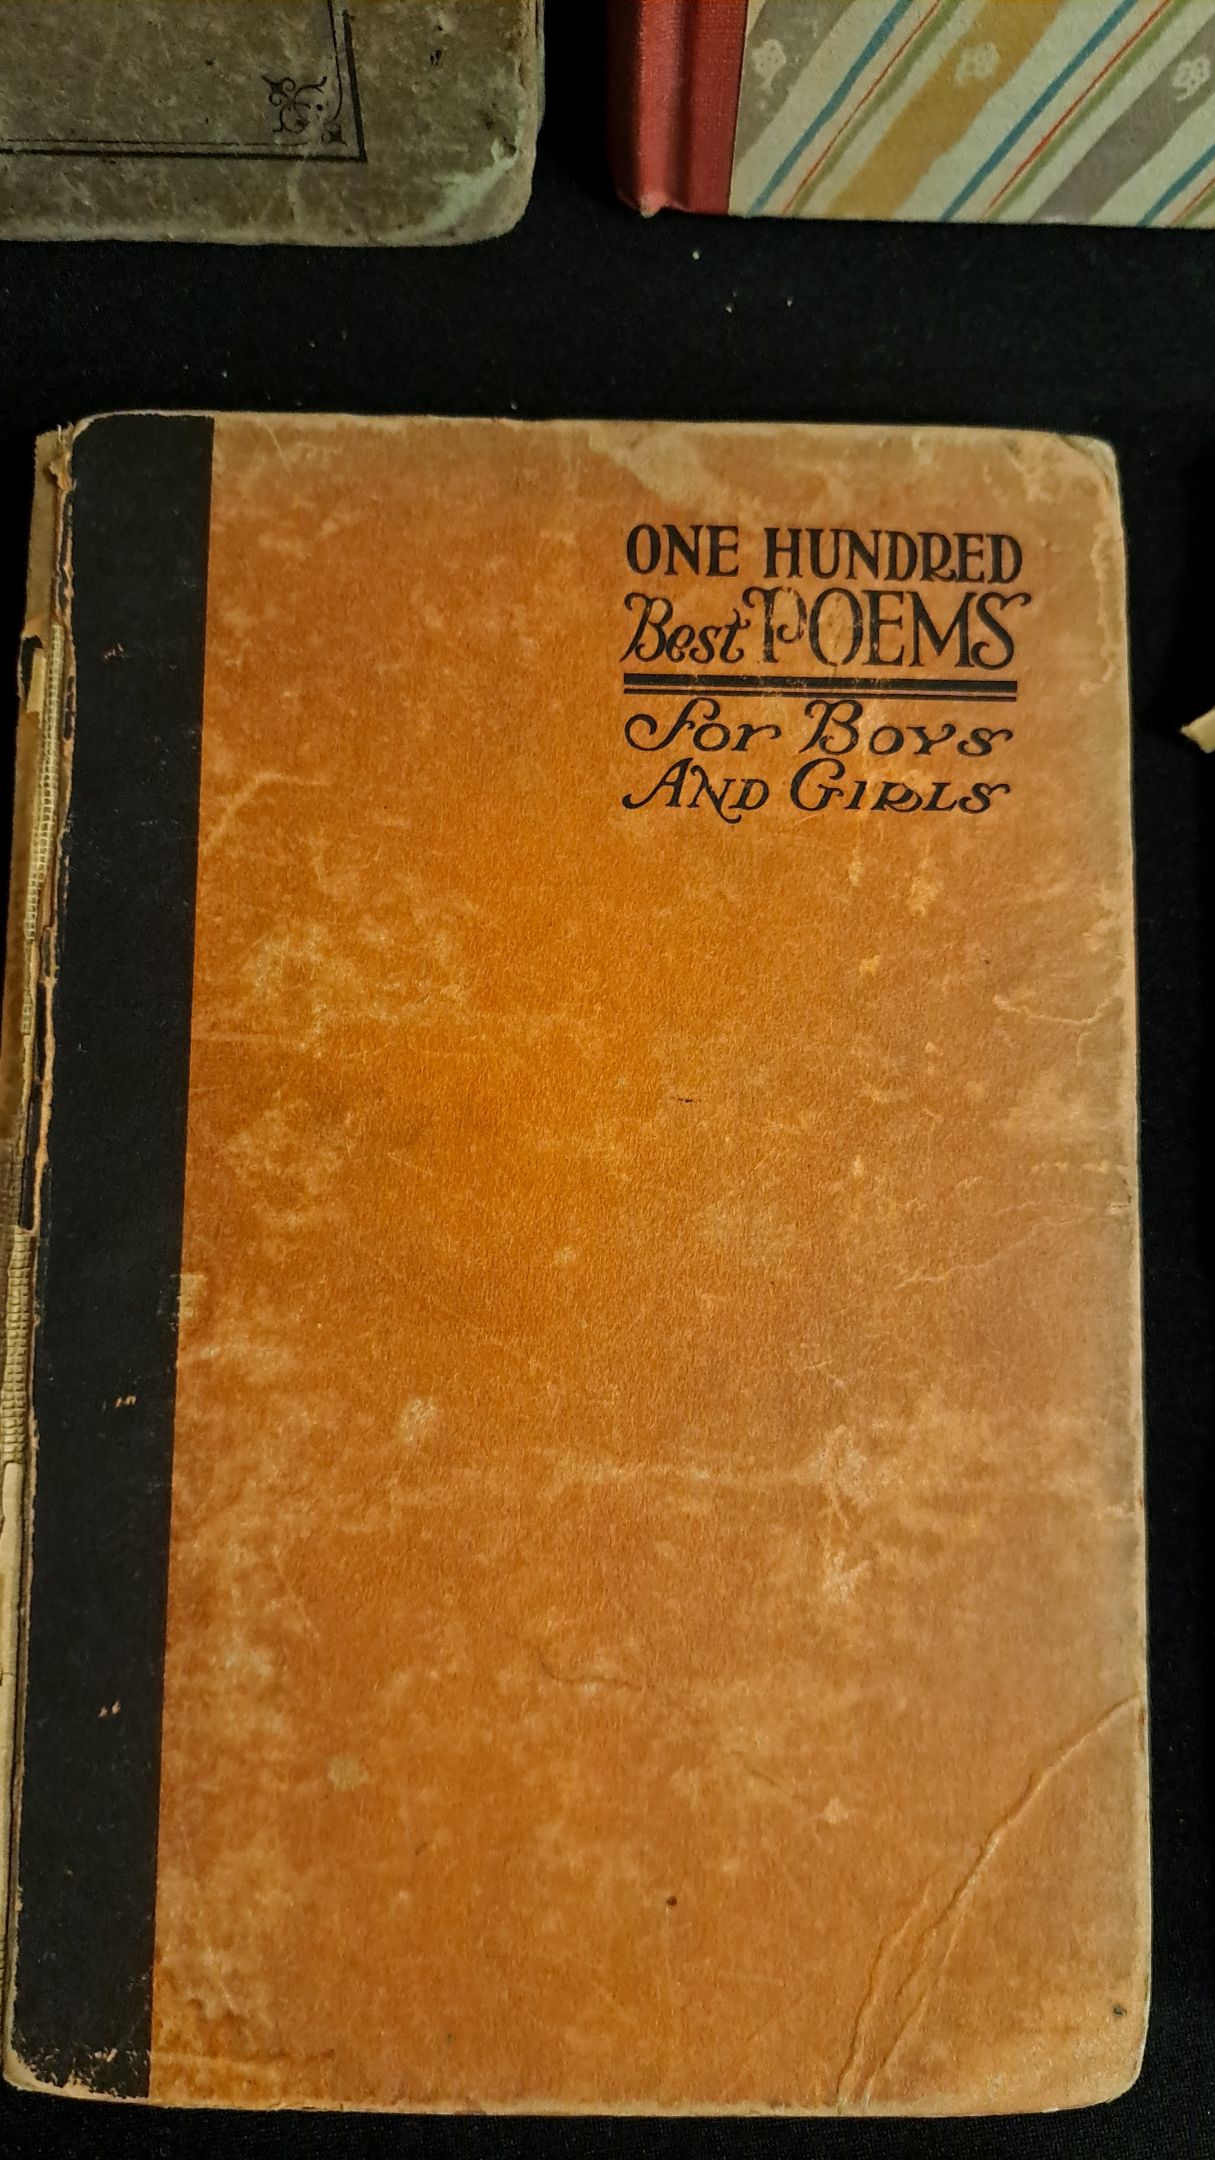 ONE HUNDRED
Best POEMS
For Boys
AND GIRLS